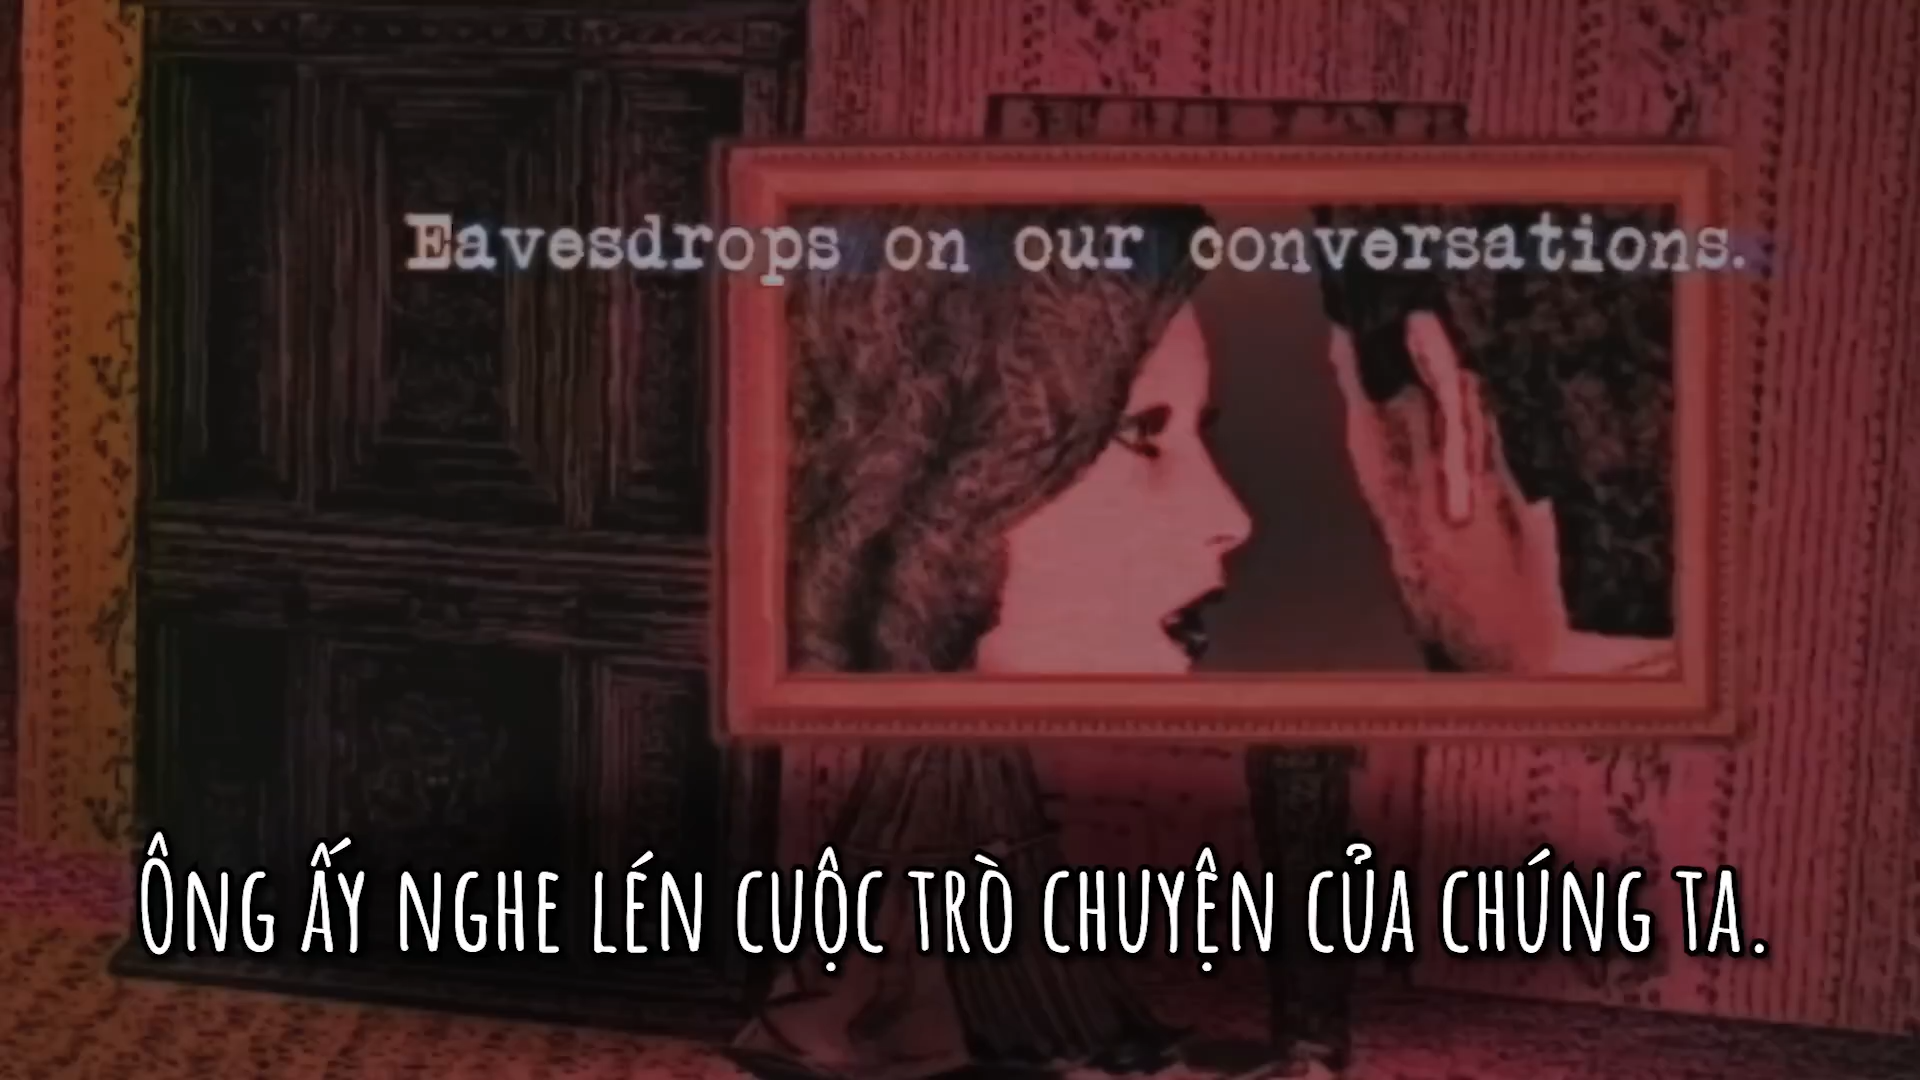 Eavesdrops on our conversations.
Ông ấy nghe lén cuộc trò chuyện của chúng ta.